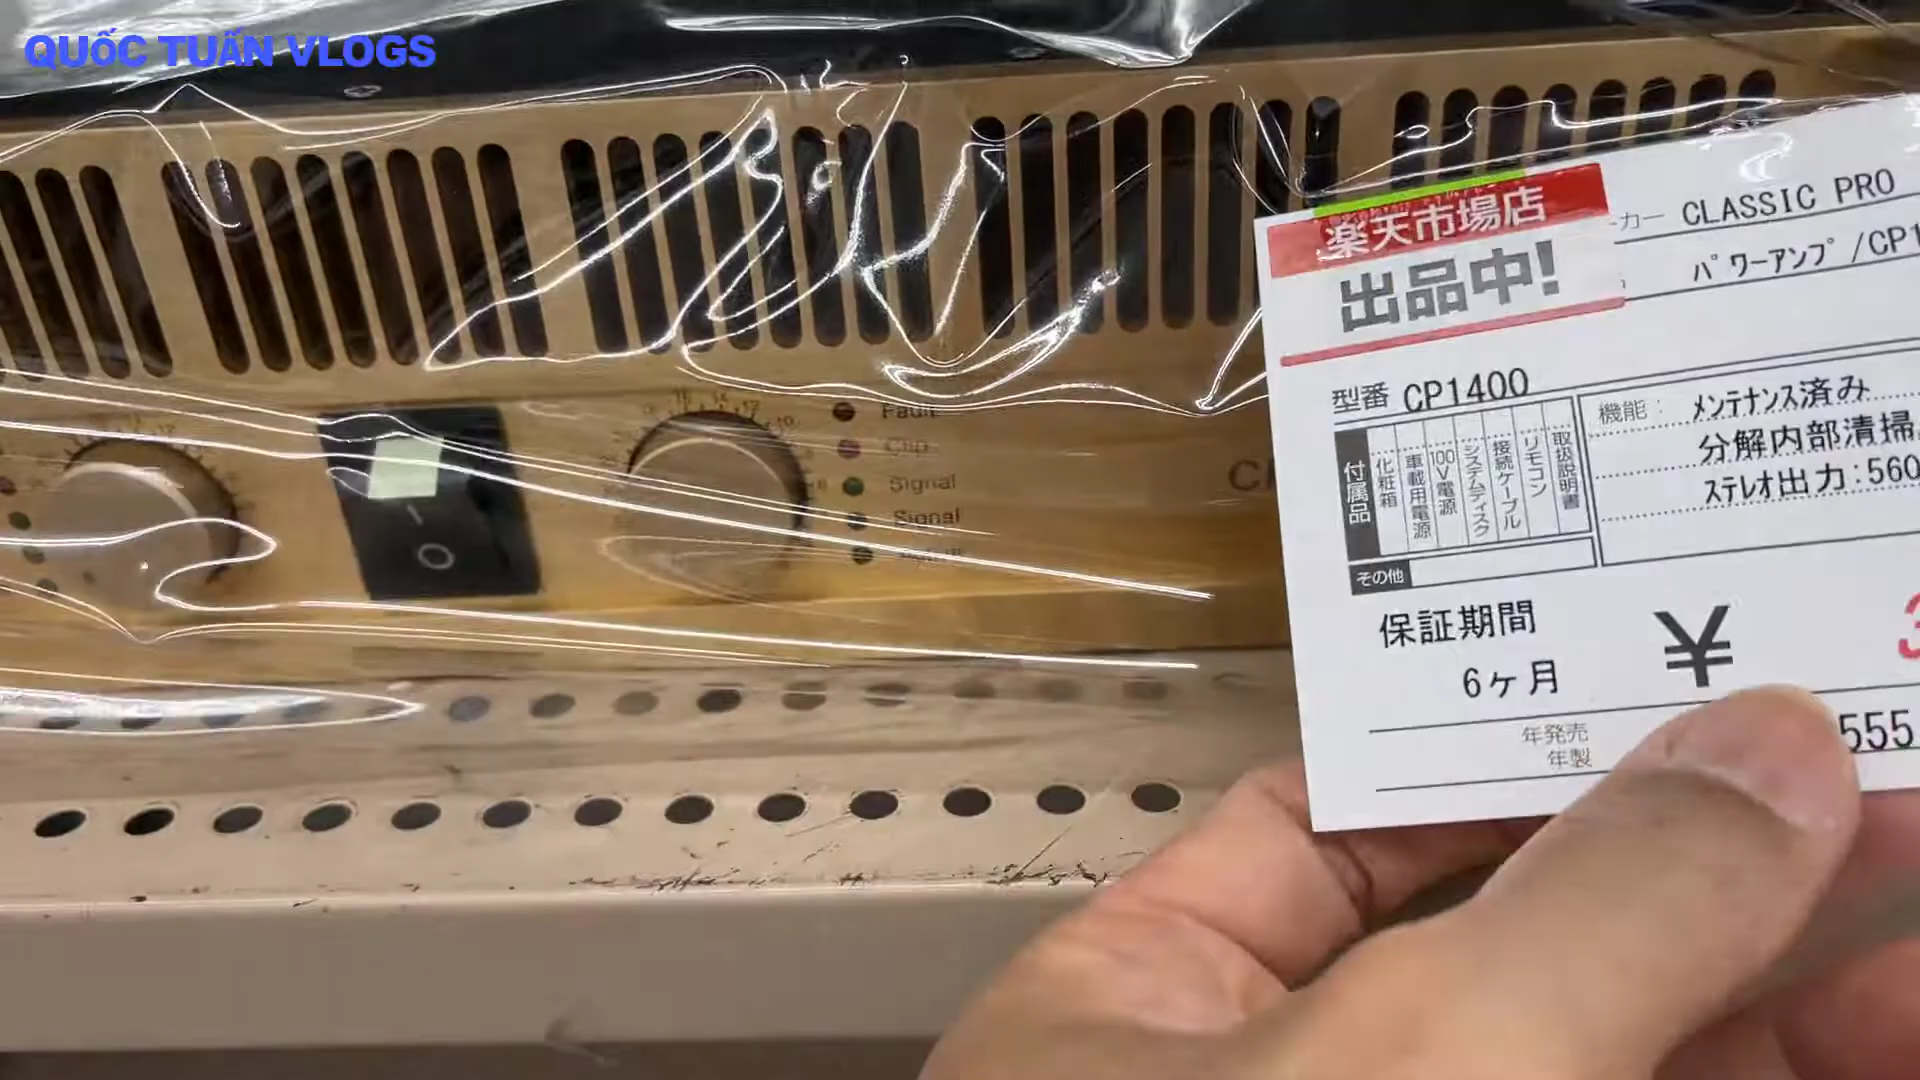 QUỐC TUẤN VLOGS
楽天市場店
出品中!
ーカー CLASSIC PRO
パワーアンプ/CP1
型番 CP1400
付属品
化粧箱
車載用電源
100V電源
システムディスク
接続ケーブル
リモコン
取扱説明書
その他
機能: メンテナンス済み
分解内部清掃
ステレオ出力:560
保証期間
6ヶ月
¥ 3
年発売
年製
555
Fault
Clip
Signal
Signal
I
O